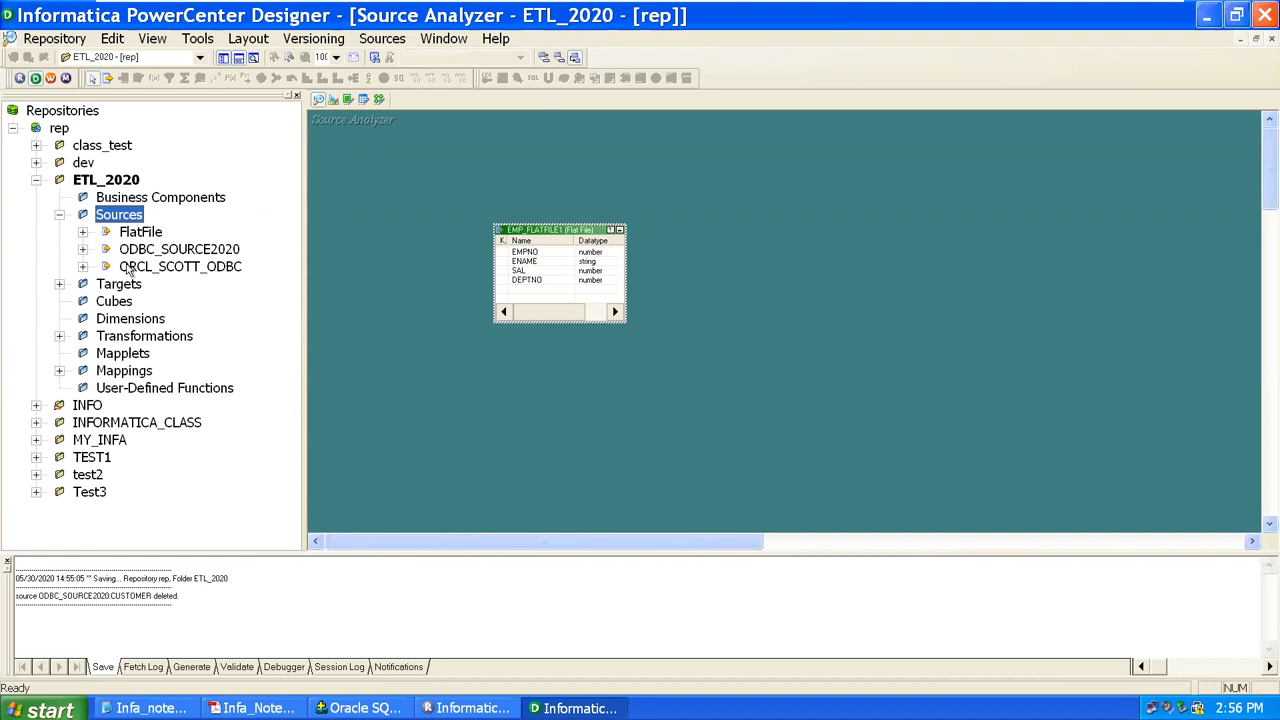 Informatica PowerCenter Designer - [Source Analyzer - ETL_2020 - [rep]]
Repository Edit View Tools Layout Versioning Sources Window Help
ETL_2020 - [rep]
100
R D W M
Repositories
rep
class_test
dev
ETL_2020
Business Components
Sources
FlatFile
ODBC_SOURCE2020
ORCL_SCOTT_ODBC
Targets
Cubes
Dimensions
Transformations
Mapplets
Mappings
User-Defined Functions
INFO
INFORMATICA_CLASS
MY_INFA
TEST1
test2
Test3
Source Analyzer
EMP_FLATFILE1 (Flat File)
K. Name Datatype
EMPNO number
ENAME string
SAL number
DEPTNO number
05/30/2020 14:55:05 ** Saving... Repository rep, Folder ETL_2020
source ODBC_SOURCE2020:CUSTOMER deleted.
Save Fetch Log Generate Validate Debugger Session Log Notifications
Ready NUM
start Infa_note... Infa_Note... Oracle SQ... Informatic... Informatic... 2:56 PM